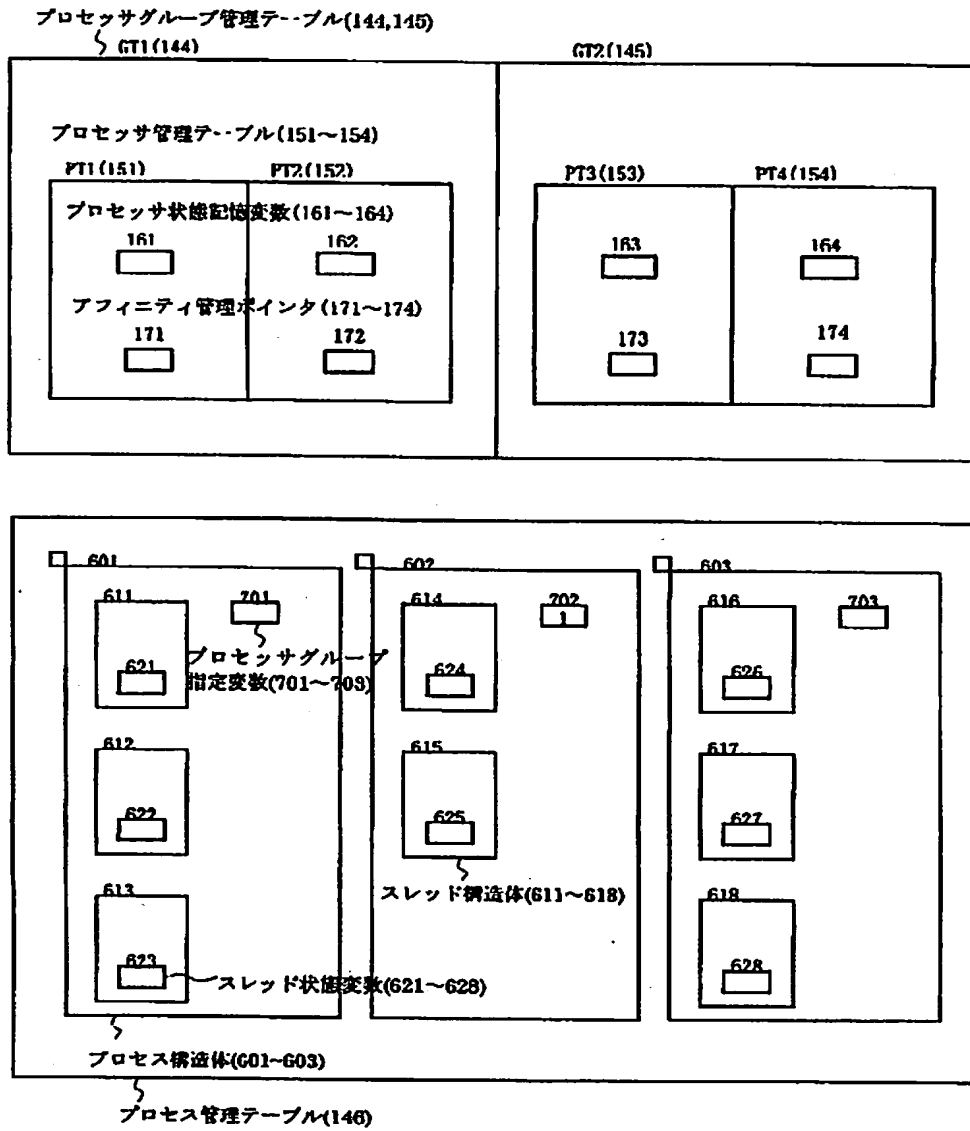 プロセッサグループ管理テーブル(144,145)
GT1(144)
GT2(145)
プロセッサ管理テーブル(151～154)
PT1(151)
PT2(152)
PT3(153)
PT4(154)
プロセッサ状態記憶変数(161～164)
161
162
163
164
アフィニティ管理ポインタ(171～174)
171
172
173
174
601
602
603
611
701
614
702
616
703
1
プロセッサグループ
指定変数(701～703)
621
624
626
612
615
617
622
625
627
スレッド構造体(611～618)
613
618
623
スレッド状態変数(621～628)
628
プロセス構造体(601~603)
プロセス管理テーブル(146)